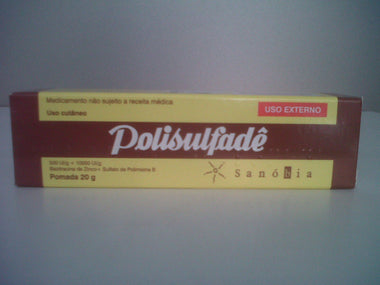 Medicamento não sujeito a receita médica
Uso cutâneo
USO EXTERNO
Polisulfadê
500 UI/g + 10000 UI/g
Bacitracina de Zinco + Sulfato de Polimixina B
Pomada 20 g
Sanóbia